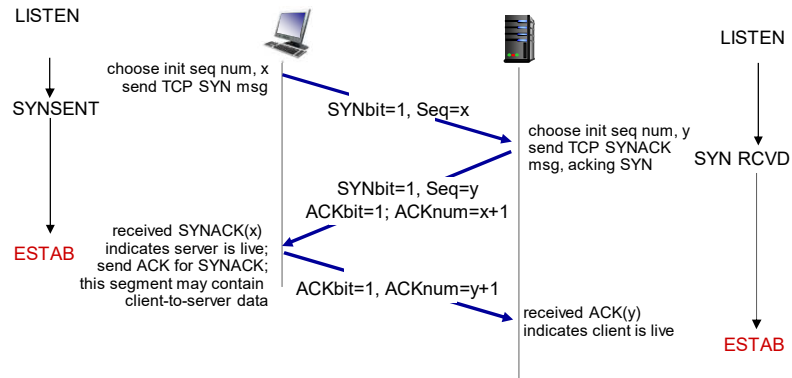 LISTEN
LISTEN
choose init seq num, x
send TCP SYN msg
SYNSENT
SYNbit=1, Seq=x
choose init seq num, y
send TCP SYNACK
msg, acking SYN
SYN RCVD
SYNbit=1, Seq=y
ACKbit=1; ACKnum=x+1
received SYNACK(x)
indicates server is live;
send ACK for SYNACK;
this segment may contain
client-to-server data
ESTAB
ACKbit=1, ACKnum=y+1
received ACK(y)
indicates client is live
ESTAB